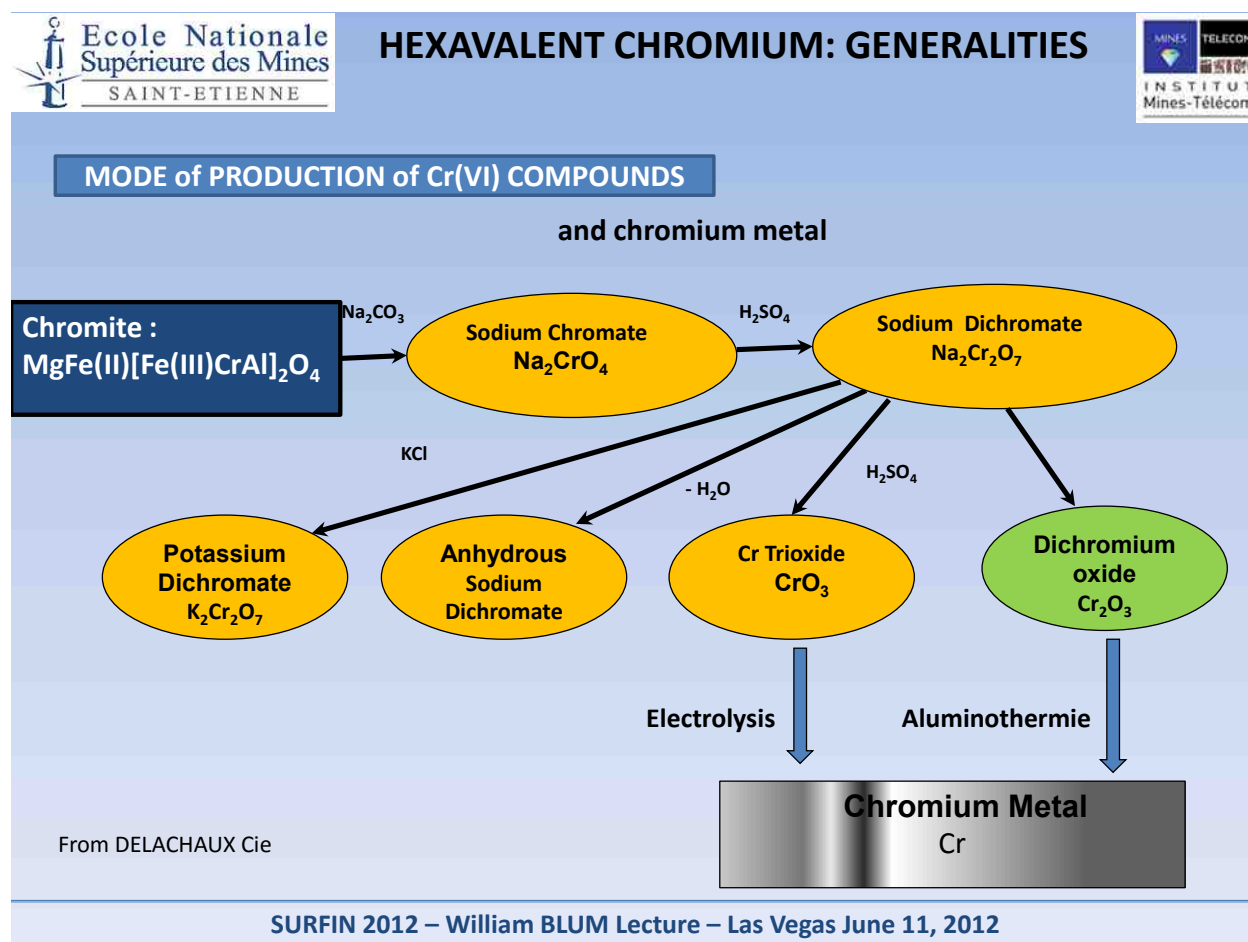 Ecole Nationale
Supérieure des Mines
SAINT-ETIENNE
HEXAVALENT CHROMIUM: GENERALITIES
MINES TELECOM
INSTITUT
Mines-Télécom
MODE of PRODUCTION of Cr(VI) COMPOUNDS
and chromium metal
Chromite :
MgFe(II)[Fe(III)CrAl]₂O₄
Na₂CO₃
Sodium Chromate
Na₂CrO₄
H₂SO₄
Sodium Dichromate
Na₂Cr₂O₇
KCl
- H₂O
H₂SO₄
Potassium
Dichromate
K₂Cr₂O₇
Anhydrous
Sodium
Dichromate
Cr Trioxide
CrO₃
Dichromium
oxide
Cr₂O₃
Electrolysis
Aluminothermie
Chromium Metal
Cr
From DELACHAUX Cie
SURFIN 2012 – William BLUM Lecture – Las Vegas June 11, 2012